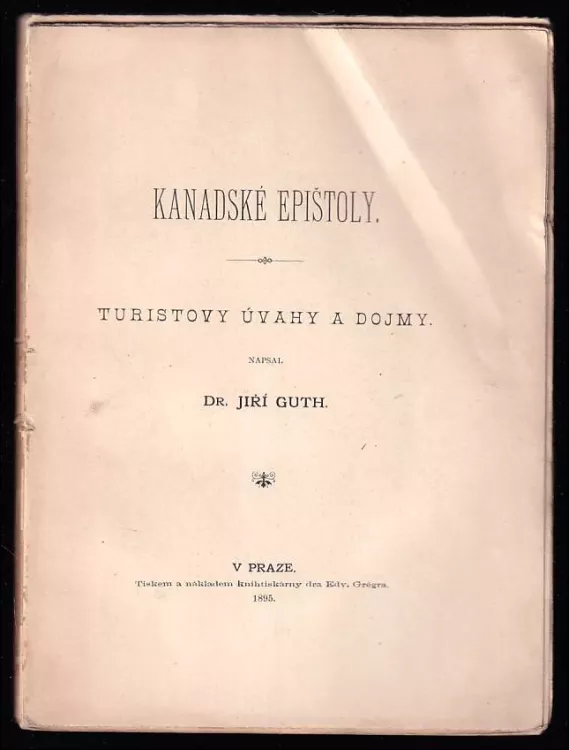 KANADSKÉ EPIŠTOLY.
TURISTOVY ÚVAHY A DOJMY.
NAPSAL
DR. JIŘÍ GUTH.
V PRAZE.
Tiskem a nákladem knihtiskárny dra Edv. Grégra.
1895.